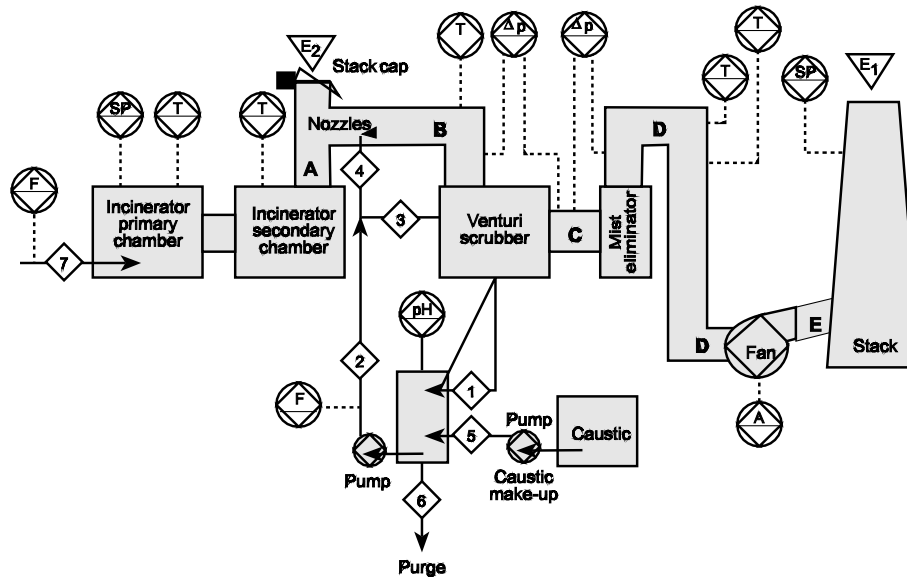 E2
Stack cap
T
Δp
Δp
T
T
SP
E1
SP
T
T
Nozzles
B
D
A
4
F
Incinerator
primary
chamber
Incinerator
secondary
chamber
3
Venturi
scrubber
C
Mist
eliminator
7
pH
D
Fan
E
Stack
2
1
F
5
Pump
Caustic
A
Pump
Caustic
make-up
6
Purge